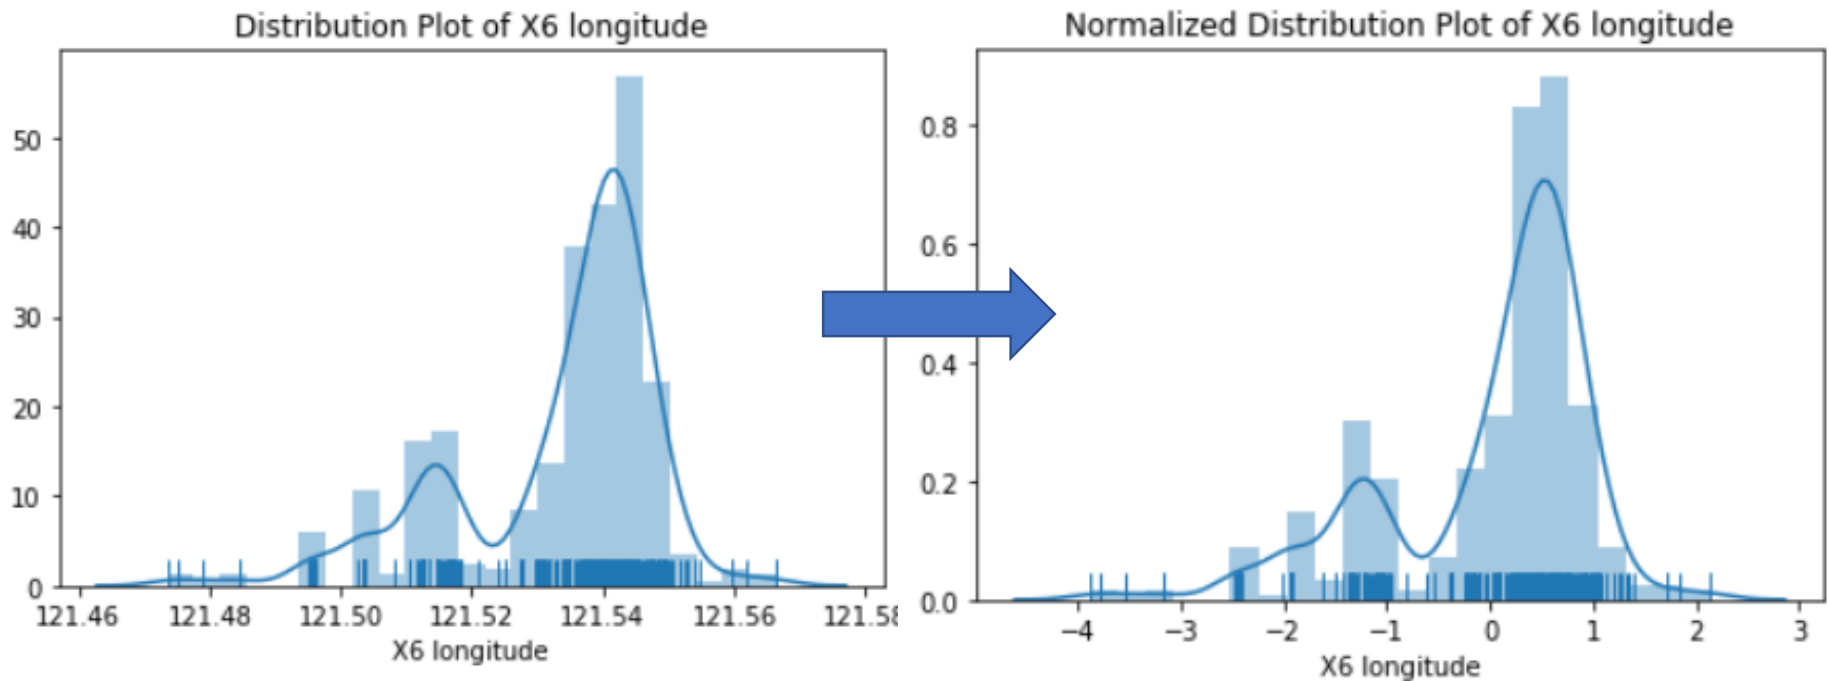 Distribution Plot of X6 longitude
50
40
30
20
10
0
121.46 121.48 121.50 121.52 121.54 121.56 121.58
X6 longitude
Normalized Distribution Plot of X6 longitude
0.8
0.6
0.4
0.2
0.0
−4 −3 −2 −1 0 1 2 3
X6 longitude